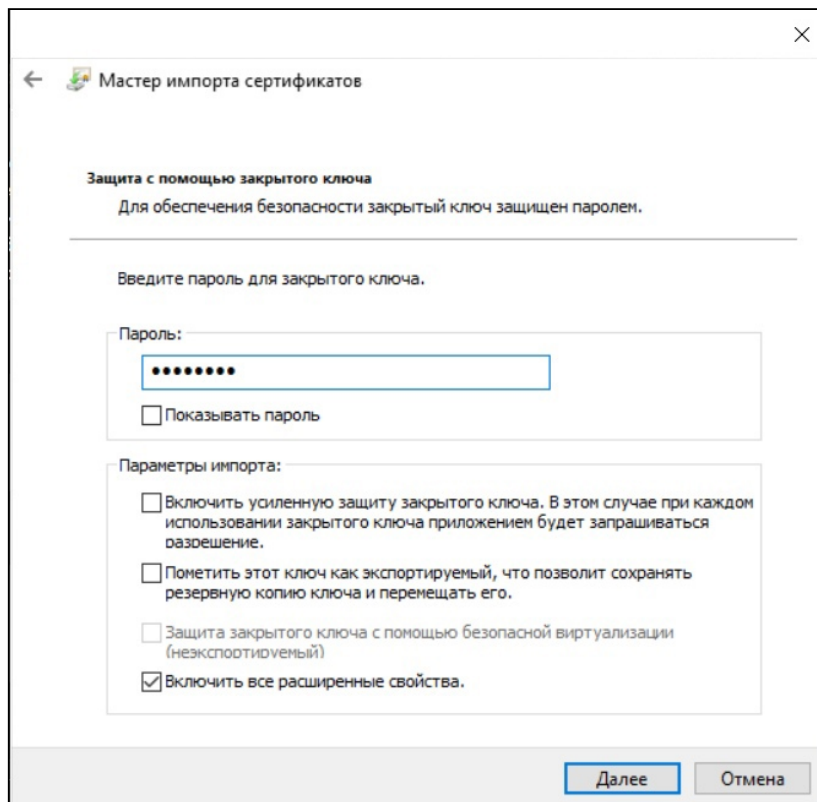 Мастер импорта сертификатов
Защита с помощью закрытого ключа
Для обеспечения безопасности закрытый ключ защищен паролем.
Введите пароль для закрытого ключа.
Пароль:
••••••••
Показывать пароль
Параметры импорта:
Включить усиленную защиту закрытого ключа. В этом случае при каждом
использовании закрытого ключа приложением будет запрашиваться
разрешение.
Пометить этот ключ как экспортируемый, что позволит сохранять
резервную копию ключа и перемещать его.
Защита закрытого ключа с помощью безопасной виртуализации
(неэкспортируемый)
Включить все расширенные свойства.
Далее
Отмена